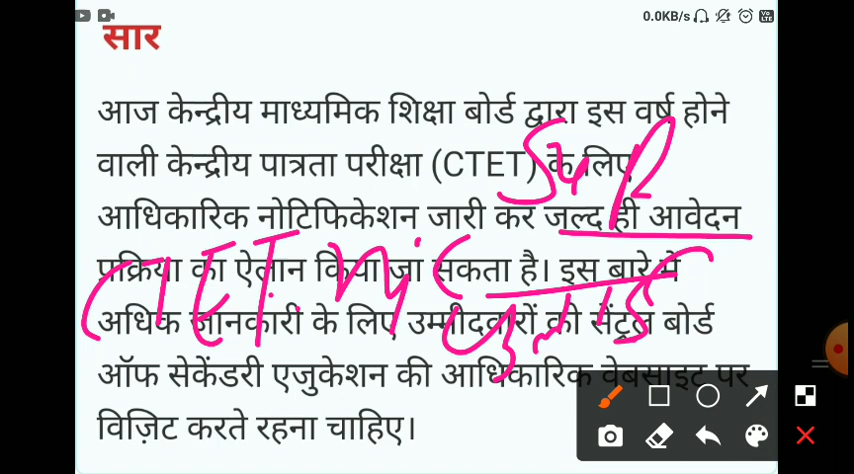 0.0KB/s
सार
आज केन्द्रीय माध्यमिक शिक्षा बोर्ड द्वारा इस वर्ष होने
वाली केन्द्रीय पात्रता परीक्षा (CTET) के लिए
आधिकारिक नोटिफिकेशन जारी कर जल्द ही आवेदन
प्रक्रिया का ऐलान किया जा सकता है। इस बारे में
अधिक जानकारी के लिए उम्मीदवारों को सेंट्रल बोर्ड
ऑफ सेकेंडरी एजुकेशन की आधिकारिक वेबसाइट पर
विज़िट करते रहना चाहिए।
CTET.